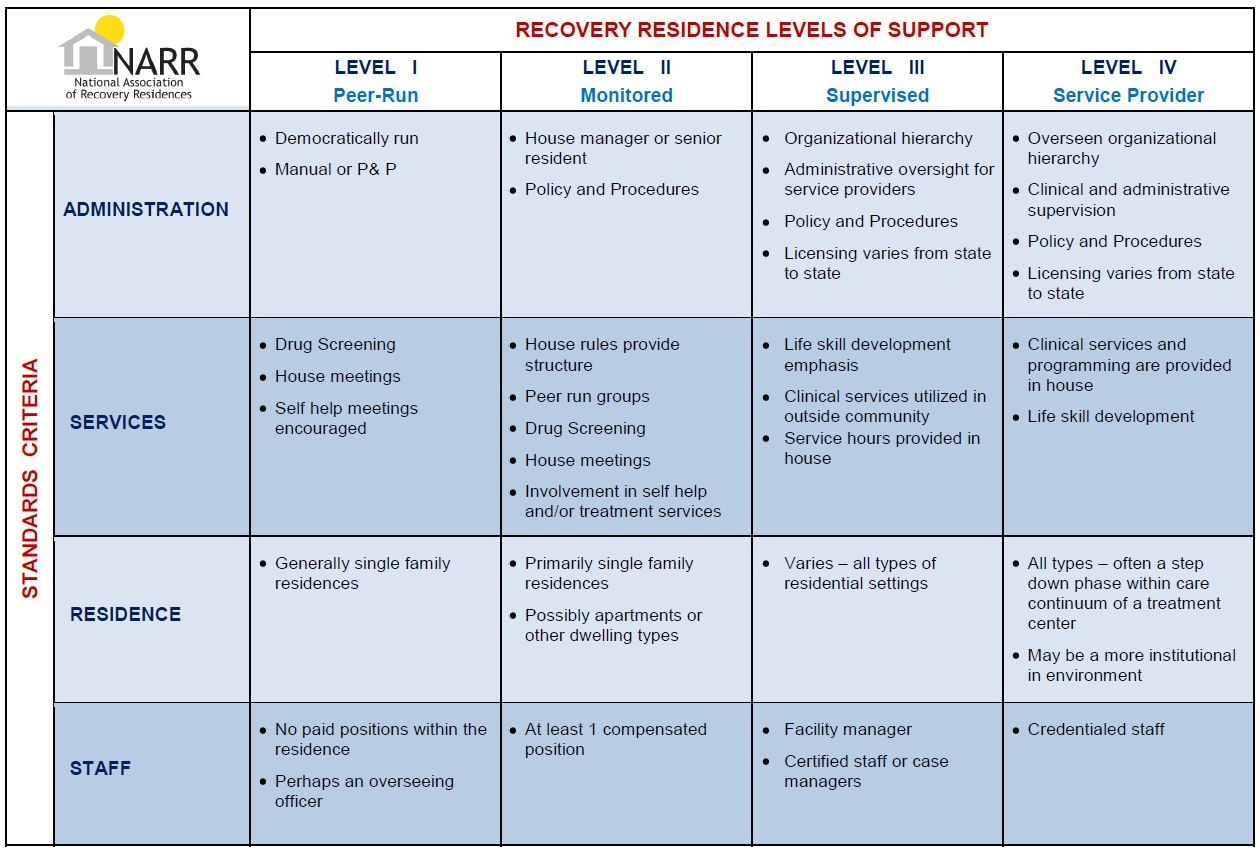 NARR
National Association
of Recovery Residences
RECOVERY RESIDENCE LEVELS OF SUPPORT
LEVEL I
Peer-Run
LEVEL II
Monitored
LEVEL III
Supervised
LEVEL IV
Service Provider
STANDARDS CRITERIA
ADMINISTRATION
• Democratically run
• Manual or P& P
• House manager or senior
resident
• Policy and Procedures
• Organizational hierarchy
• Administrative oversight for
service providers
• Policy and Procedures
• Licensing varies from state
to state
• Overseen organizational
hierarchy
• Clinical and administrative
supervision
• Policy and Procedures
• Licensing varies from state
to state
SERVICES
• Drug Screening
• House meetings
• Self help meetings
encouraged
• House rules provide
structure
• Peer run groups
• Drug Screening
• House meetings
• Involvement in self help
and/or treatment services
• Life skill development
emphasis
• Clinical services utilized in
outside community
• Service hours provided in
house
• Clinical services and
programming are provided
in house
• Life skill development
RESIDENCE
• Generally single family
residences
• Primarily single family
residences
• Possibly apartments or
other dwelling types
• Varies – all types of
residential settings
• All types – often a step
down phase within care
continuum of a treatment
center
• May be a more institutional
in environment
STAFF
• No paid positions within the
residence
• Perhaps an overseeing
officer
• At least 1 compensated
position
• Facility manager
• Certified staff or case
managers
• Credentialed staff